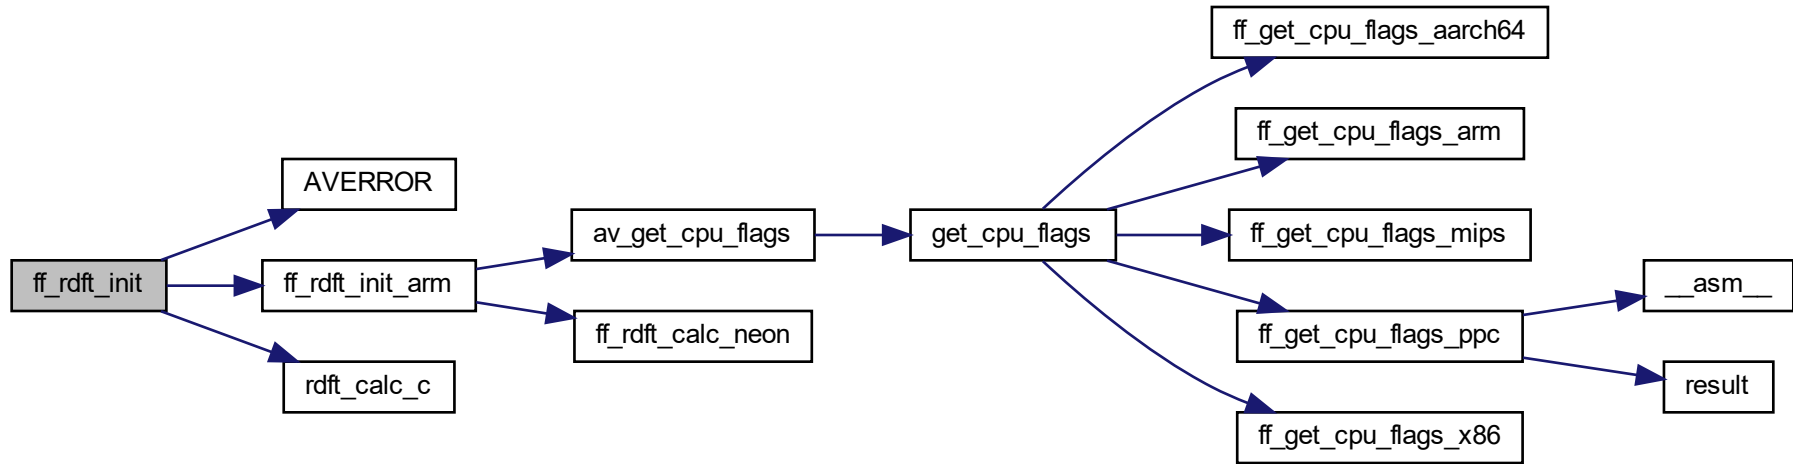 ff_rdft_init
AVERROR
ff_rdft_init_arm
rdft_calc_c
av_get_cpu_flags
ff_rdft_calc_neon
get_cpu_flags
ff_get_cpu_flags_aarch64
ff_get_cpu_flags_arm
ff_get_cpu_flags_mips
ff_get_cpu_flags_ppc
ff_get_cpu_flags_x86
__asm__
result